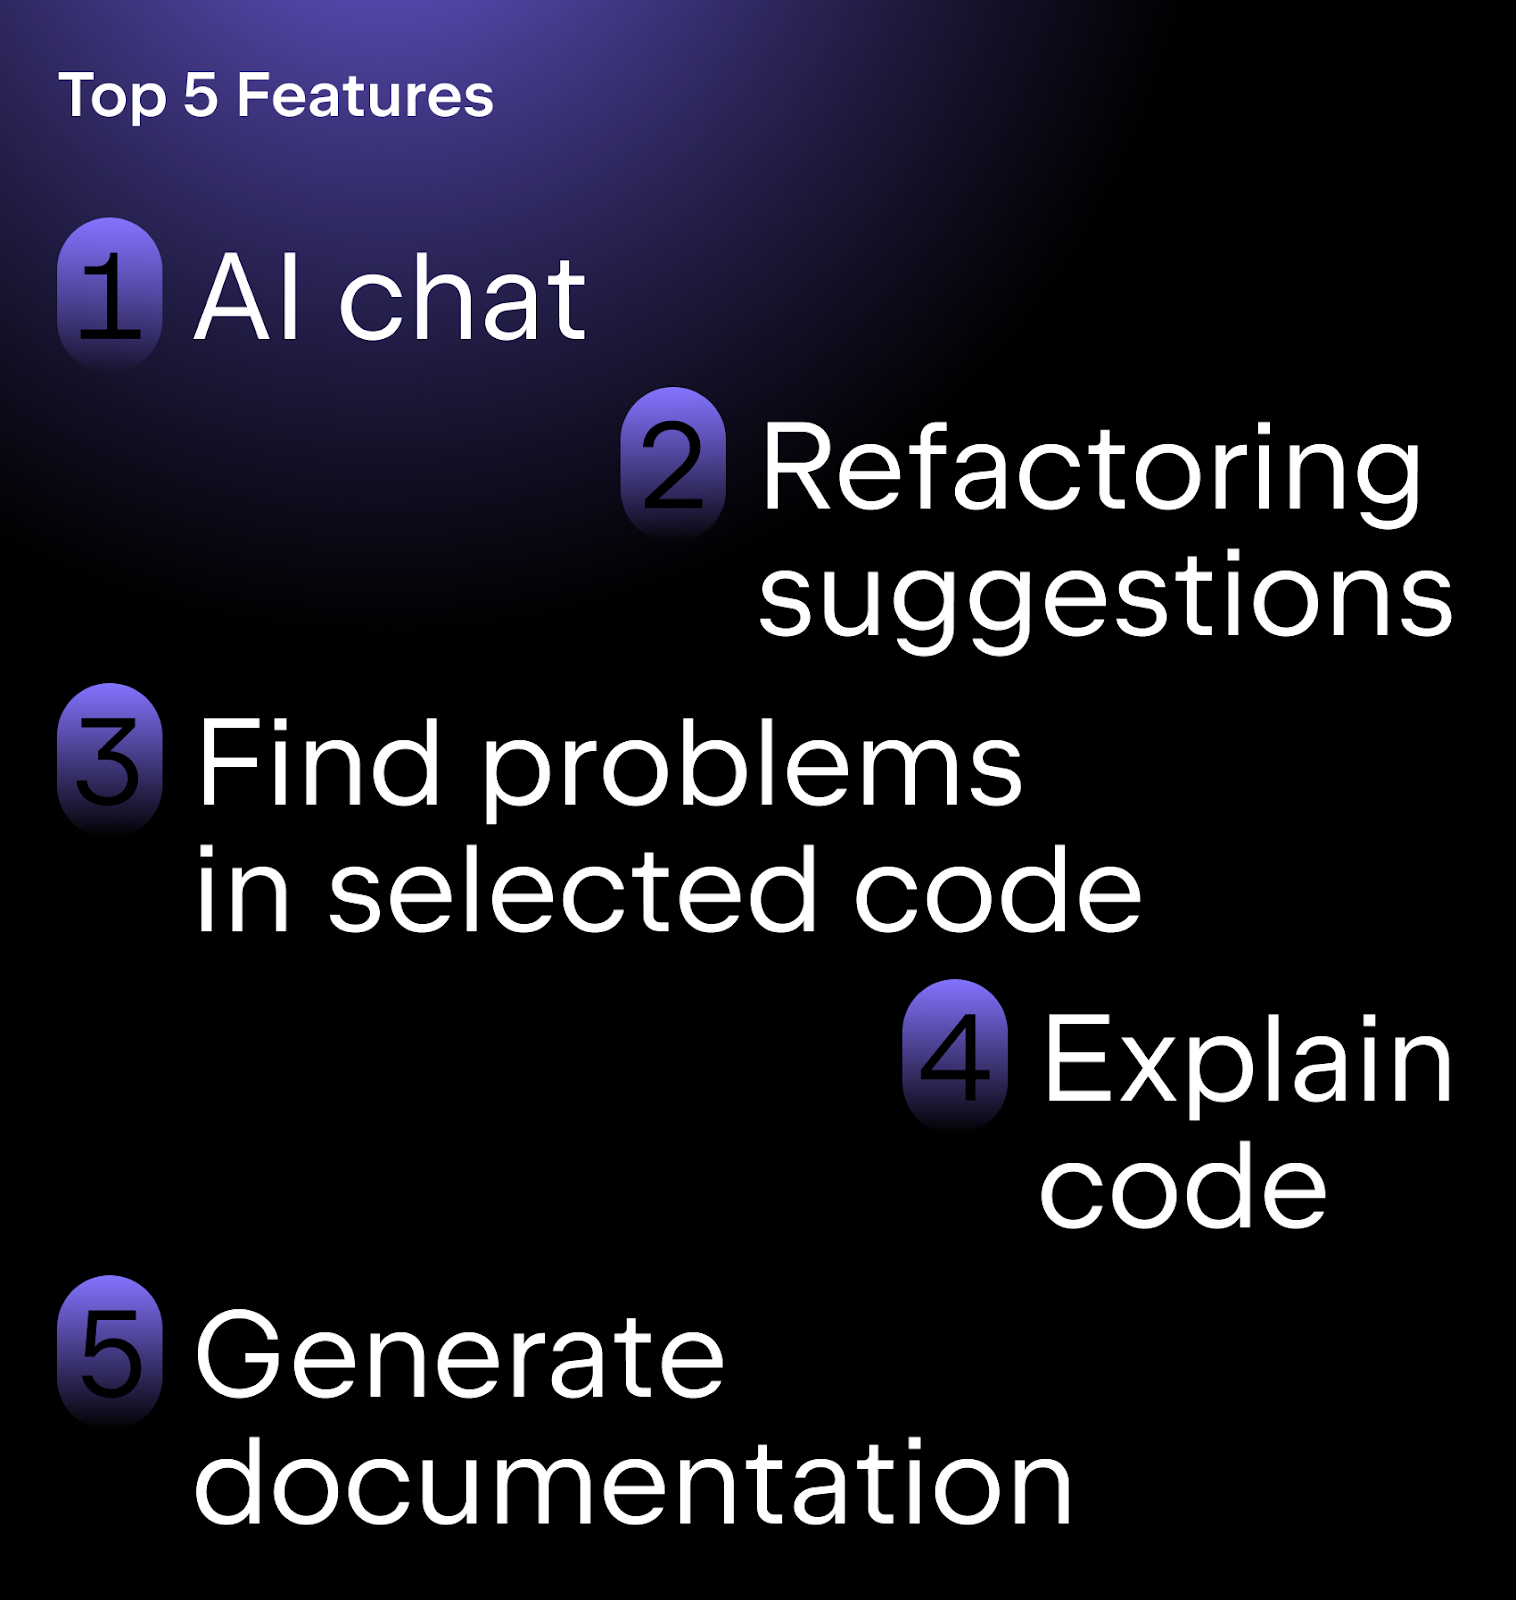 Top 5 Features
1 AI chat
2 Refactoring
suggestions
3 Find problems
in selected code
4 Explain
code
5 Generate
documentation